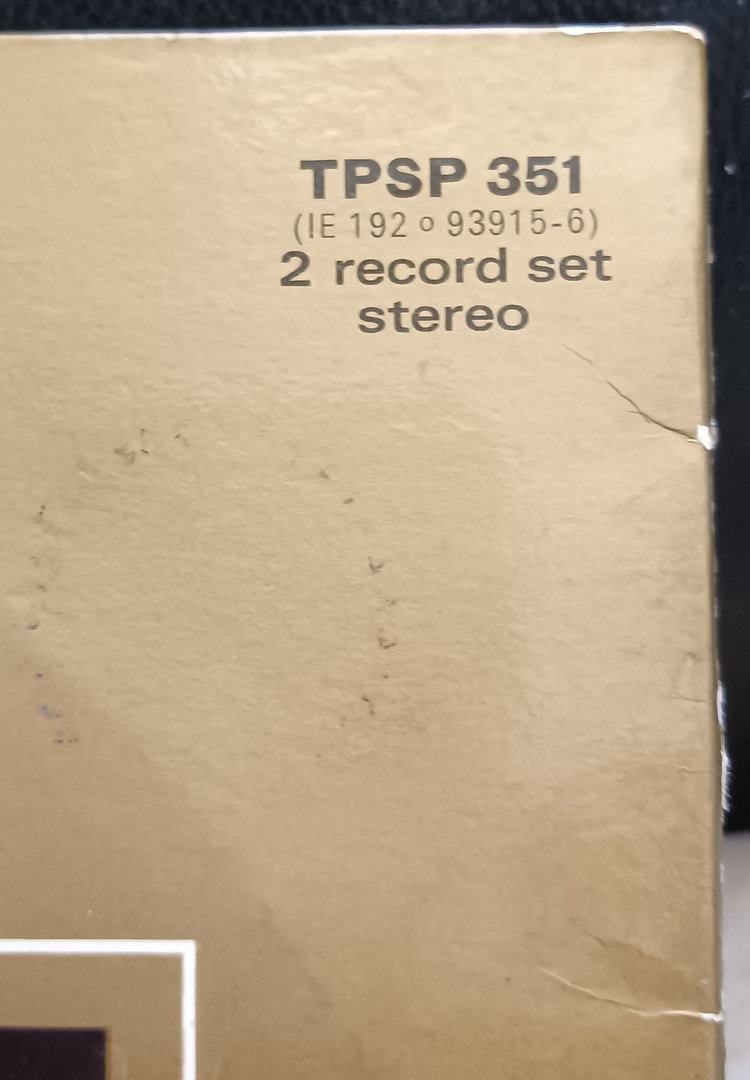 TPSP 351
(IE 192 o 93915-6)
2 record set
stereo